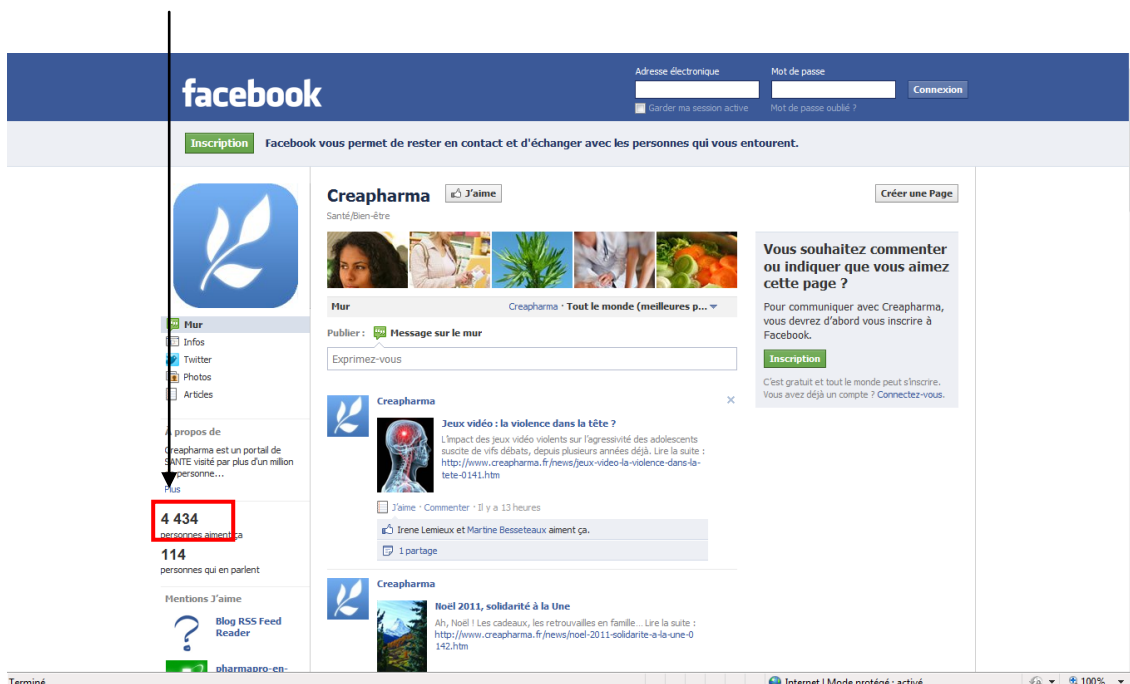 facebook
Adresse électronique
Mot de passe
Connexion
Garder ma session active
Mot de passe oublié ?
Inscription
Facebook vous permet de rester en contact et d'échanger avec les personnes qui vous entourent.
Mur
Infos
Twitter
Photos
Articles
À propos de
Creapharma est un portail de
SANTE visité par plus d'un million
personne...
Plus
4 434
personnes aiment ça
114
personnes qui en parlent
Mentions J'aime
Blog RSS Feed
Reader
pharmapro-en-
Creapharma
J'aime
Santé/Bien-être
Mur
Creapharma · Tout le monde (meilleures p...
Publier :
Message sur le mur
Exprimez-vous
Creapharma
Jeux vidéo : la violence dans la tête ?
L'impact des jeux vidéo violents sur l'agressivité des adolescents
suscite de vifs débats, depuis plusieurs années déjà. Lire la suite :
http://www.creapharma.fr/news/jeux-video-la-violence-dans-la-
tete-0141.htm
J'aime · Commenter · Il y a 13 heures
Irene Lemieux et Martine Besseteaux aiment ça.
1 partage
Creapharma
Noël 2011, solidarité à la Une
Ah, Noël ! Les cadeaux, les retrouvailles en famille... Lire la suite :
http://www.creapharma.fr/news/noel-2011-solidarite-a-la-une-0
142.htm
Créer une Page
Vous souhaitez commenter
ou indiquer que vous aimez
cette page ?
Pour communiquer avec Creapharma,
vous devrez d'abord vous inscrire à
Facebook.
Inscription
C'est gratuit et tout le monde peut s'inscrire.
Vous avez déjà un compte ? Connectez-vous.
Terminé
Internet | Mode protégé : activé
100%